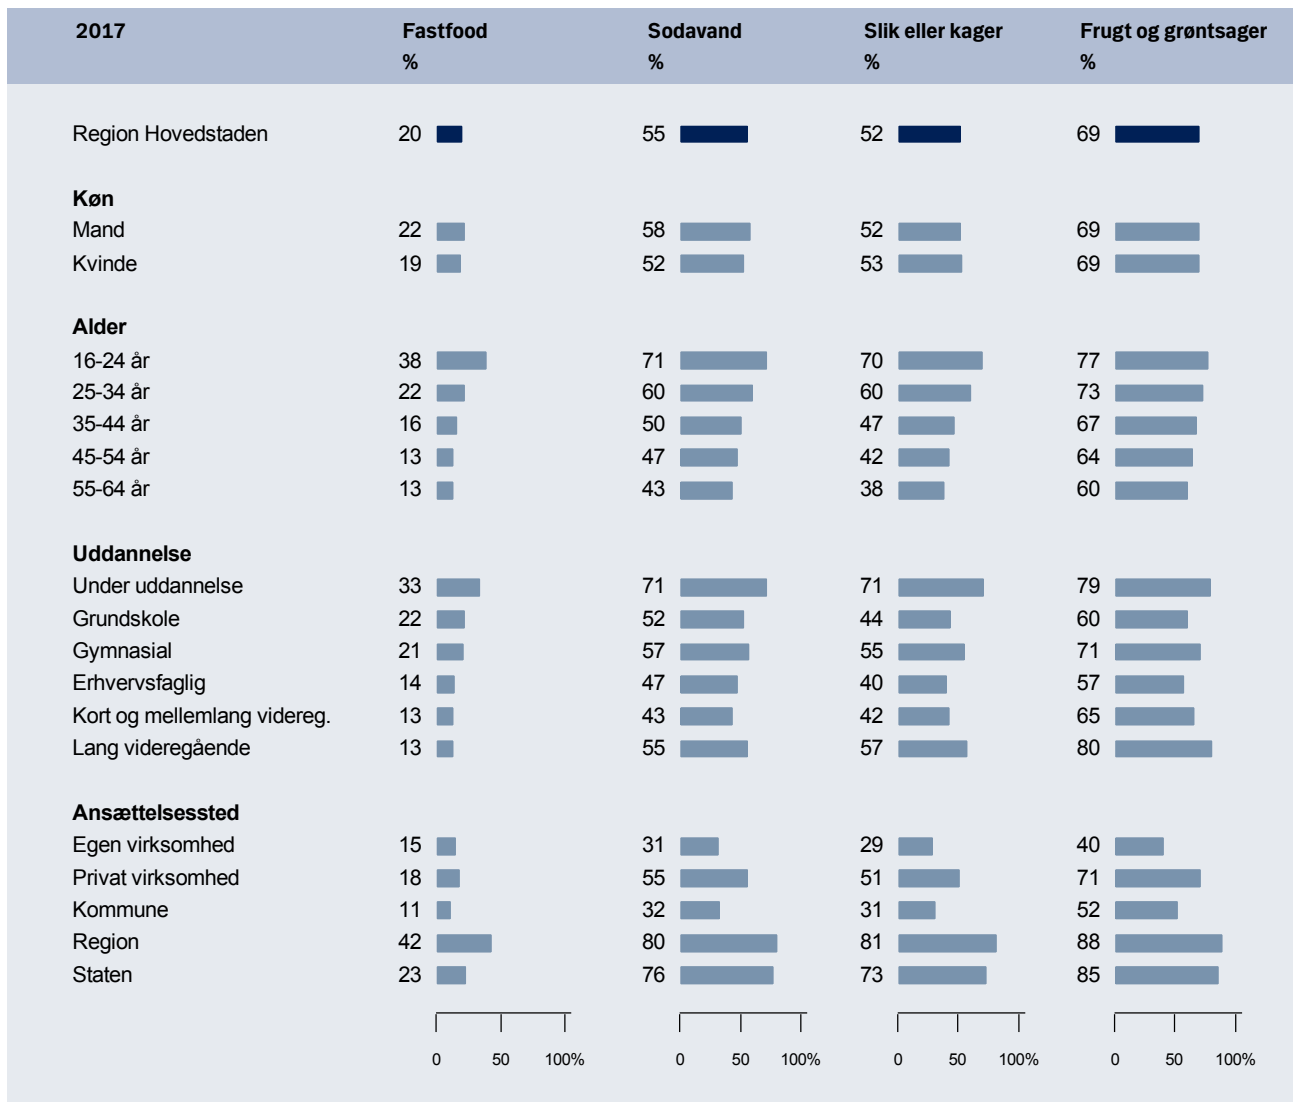 2017 Fastfood Sodavand Slik eller kager Frugt og grøntsager
% % % %
Region Hovedstaden 20 55 52 69
Køn
Mand 22 58 52 69
Kvinde 19 52 53 69
Alder
16-24 år 38 71 70 77
25-34 år 22 60 60 73
35-44 år 16 50 47 67
45-54 år 13 47 42 64
55-64 år 13 43 38 60
Uddannelse
Under uddannelse 33 71 71 79
Grundskole 22 52 44 60
Gymnasial 21 57 55 71
Erhvervsfaglig 14 47 40 57
Kort og mellemlang videreg. 13 43 42 65
Lang videregående 13 55 57 80
Ansættelsessted
Egen virksomhed 15 31 29 40
Privat virksomhed 18 55 51 71
Kommune 11 32 31 52
Region 42 80 81 88
Staten 23 76 73 85
0 50 100% 0 50 100% 0 50 100% 0 50 100%